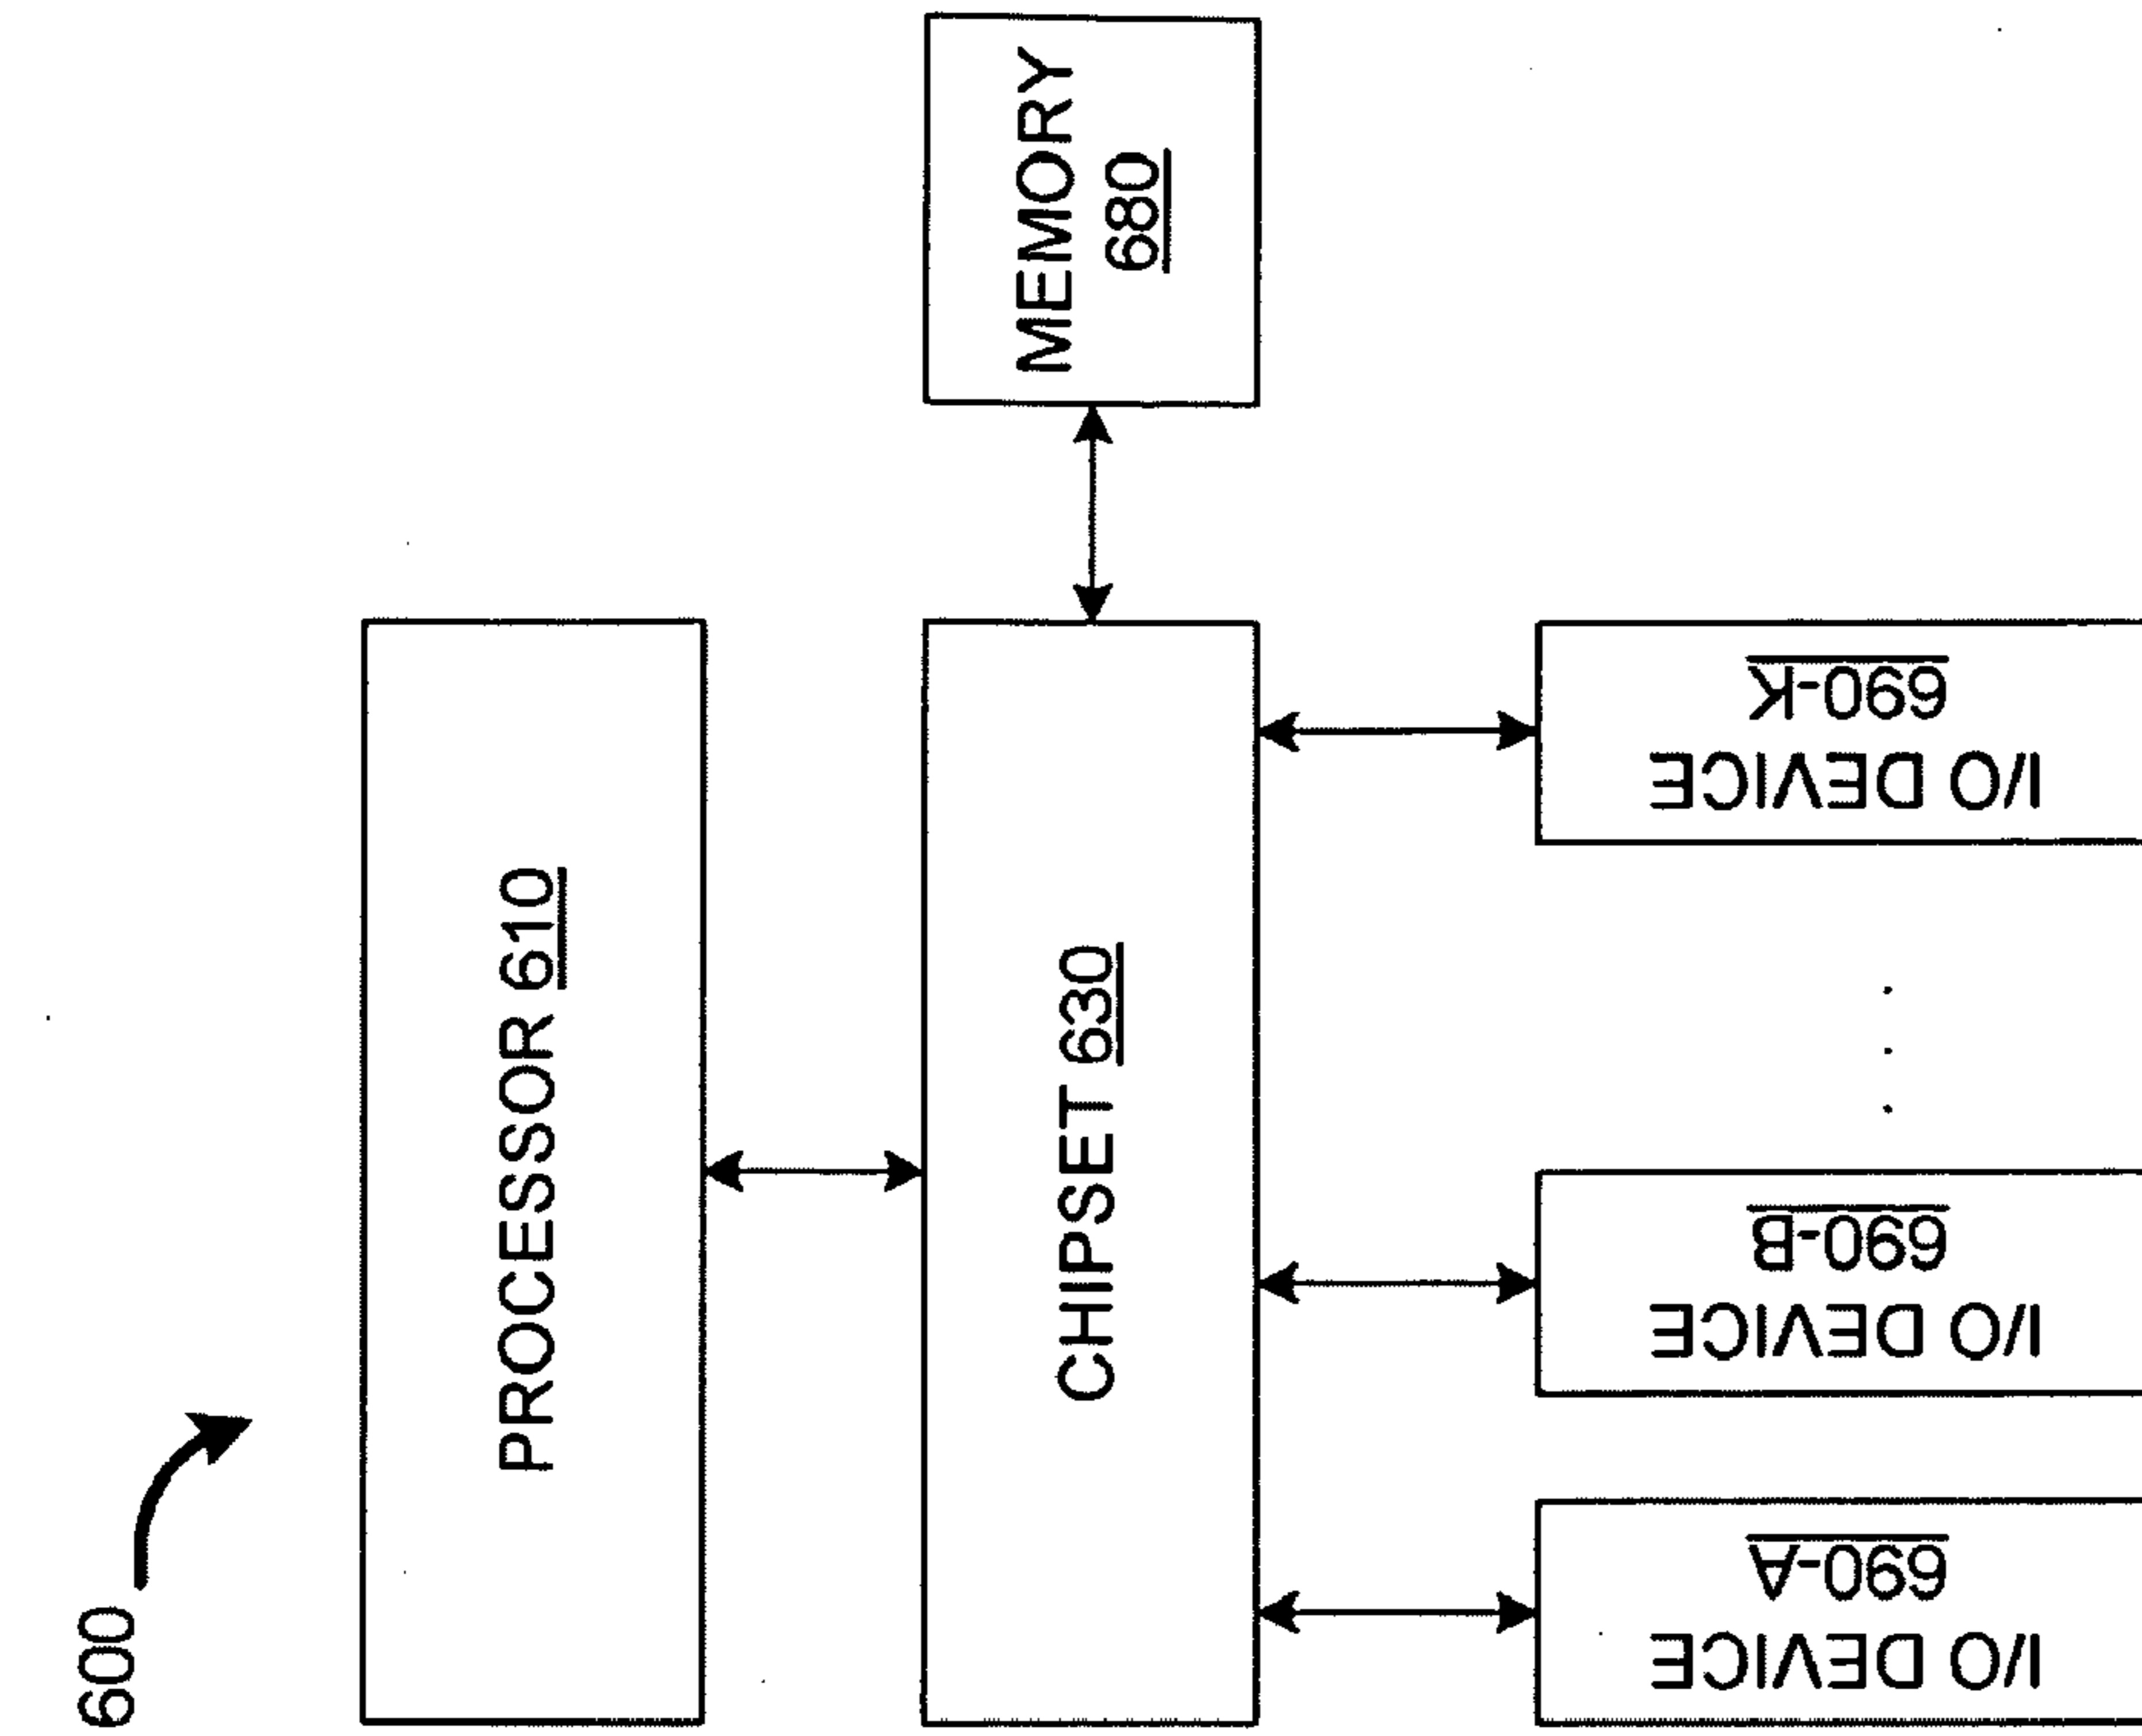 600
PROCESSOR 610
CHIPSET 630
MEMORY
680
I/O DEVICE
690-A
I/O DEVICE
690-B
. . .
I/O DEVICE
690-K